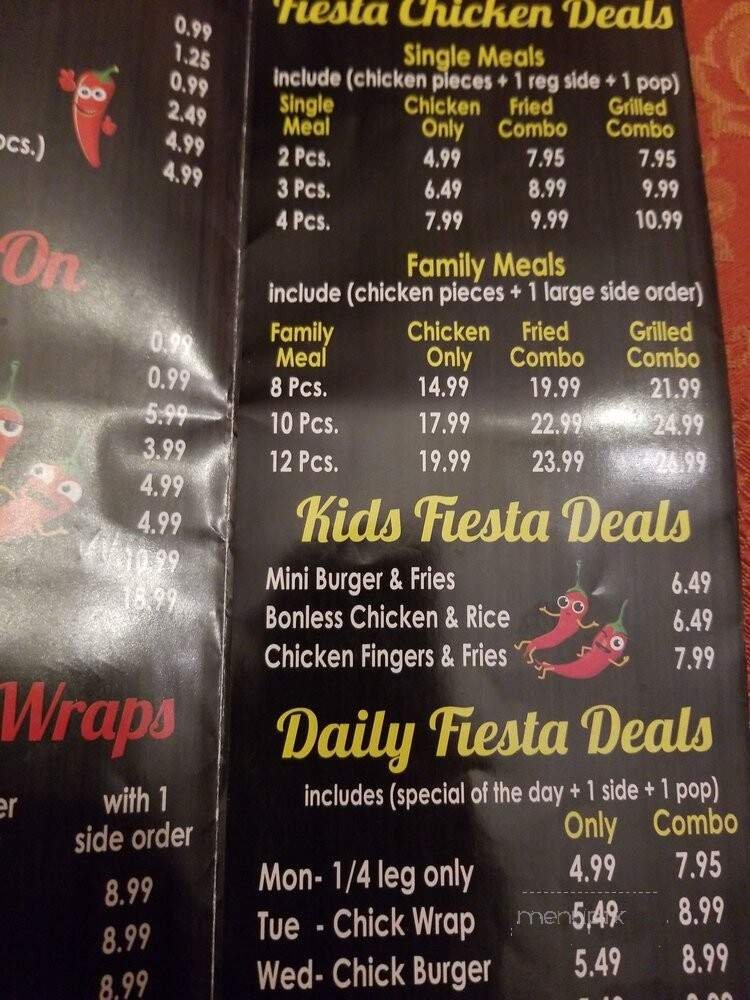 0.99
1.25
0.99
2.49
ocs.) 4.99
4.99
On
0.99
0.99
5.99
3.99
4.99
4.99
10.99
Wraps
er with 1
side order
8.99
8.99
8.99
Fiesta Chicken Deals
Single Meals
include (chicken pieces + 1 reg side + 1 pop)
Single Chicken Fried Grilled
Meal Only Combo Combo
2 Pcs. 4.99 7.95 7.95
3 Pcs. 6.49 8.99 9.99
4 Pcs. 7.99 9.99 10.99
Family Meals
include (chicken pieces + 1 large side order)
Family Chicken Fried Grilled
Meal Only Combo Combo
8 Pcs. 14.99 19.99 21.99
10 Pcs. 17.99 22.99 24.99
12 Pcs. 19.99 23.99 26.99
Kids Fiesta Deals
Mini Burger & Fries 6.49
Bonless Chicken & Rice 6.49
Chicken Fingers & Fries 7.99
Daily Fiesta Deals
includes (special of the day + 1 side + 1 pop)
Only Combo
Mon- 1/4 leg only 4.99 7.95
Tue - Chick Wrap 5.49 8.99
Wed- Chick Burger 5.49 8.99